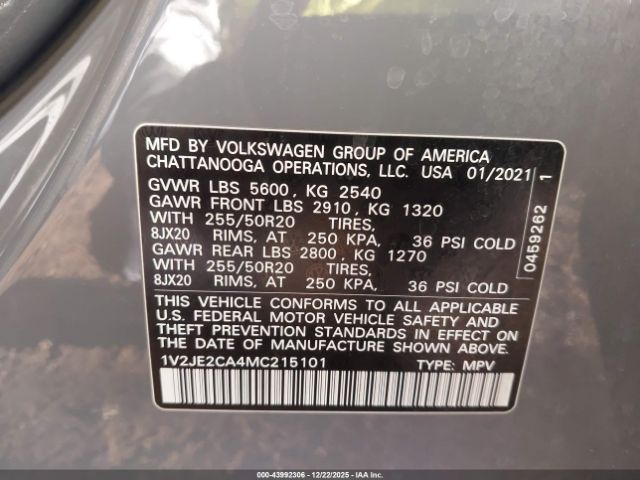 MFD BY VOLKSWAGEN GROUP OF AMERICA
CHATTANOOGA OPERATIONS, LLC. USA 01/2021
GVWR LBS 5600, KG 2540
GAWR FRONT LBS 2910, KG 1320
WITH 255/50R20 TIRES,
8JX20 RIMS, AT 250 KPA, 36 PSI COLD
GAWR REAR LBS 2800, KG 1270
WITH 255/50R20 TIRES,
8JX20 RIMS, AT 250 KPA, 36 PSI COLD
THIS VEHICLE CONFORMS TO ALL APPLICABLE
U.S. FEDERAL MOTOR VEHICLE SAFETY AND
THEFT PREVENTION STANDARDS IN EFFECT ON
THE DATE OF MANUFACTURE SHOWN ABOVE.
1V2JE2CA4MC215101 TYPE: MPV
0459262 1
000-43992306 - 12/22/2025 - IAA Inc.